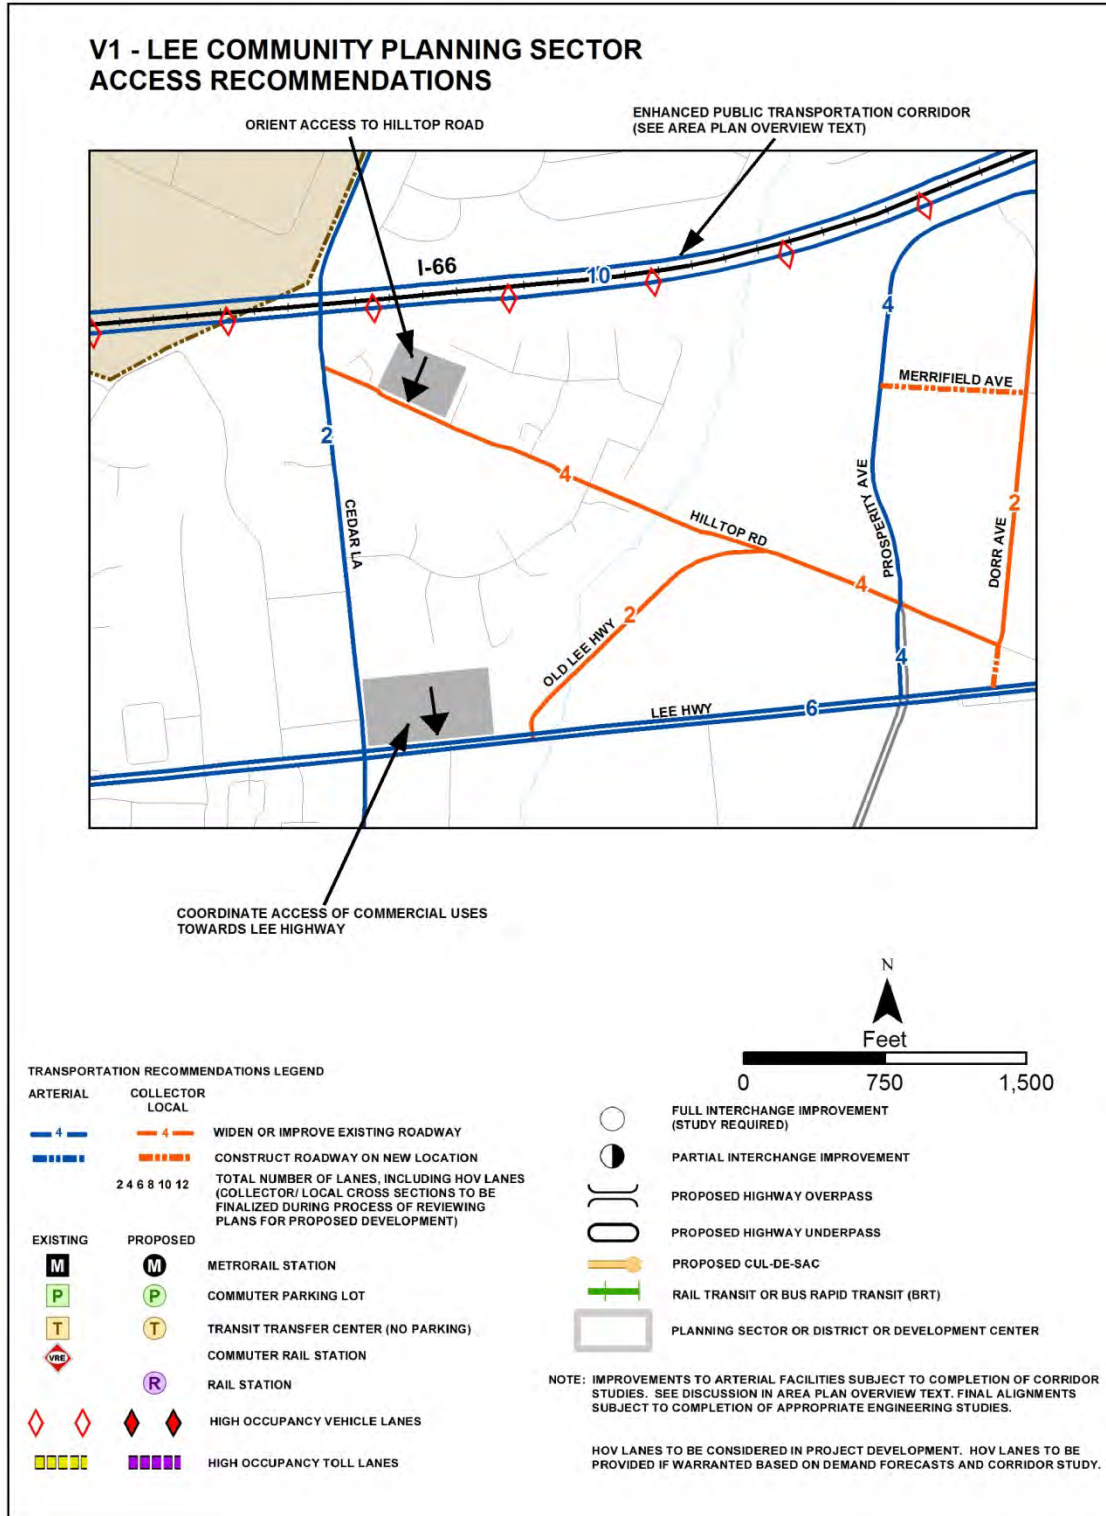 V1 - LEE COMMUNITY PLANNING SECTOR
ACCESS RECOMMENDATIONS
ORIENT ACCESS TO HILLTOP ROAD
ENHANCED PUBLIC TRANSPORTATION CORRIDOR
(SEE AREA PLAN OVERVIEW TEXT)
I-66
10
4
MERRIFIELD AVE
2
CEDAR LA
4
HILLTOP RD
PROSPERITY AVE
2
DORR AVE
4
2
OLD LEE HWY
4
LEE HWY
6
COORDINATE ACCESS OF COMMERCIAL USES
TOWARDS LEE HIGHWAY
N
Feet
0 750 1,500
TRANSPORTATION RECOMMENDATIONS LEGEND
ARTERIAL COLLECTOR
LOCAL
4 4 WIDEN OR IMPROVE EXISTING ROADWAY
CONSTRUCT ROADWAY ON NEW LOCATION
2 4 6 8 10 12 TOTAL NUMBER OF LANES, INCLUDING HOV LANES
(COLLECTOR/ LOCAL CROSS SECTIONS TO BE
FINALIZED DURING PROCESS OF REVIEWING
PLANS FOR PROPOSED DEVELOPMENT)
EXISTING PROPOSED
M M METRORAIL STATION
P P COMMUTER PARKING LOT
T T TRANSIT TRANSFER CENTER (NO PARKING)
VRE COMMUTER RAIL STATION
R RAIL STATION
HIGH OCCUPANCY VEHICLE LANES
HIGH OCCUPANCY TOLL LANES
FULL INTERCHANGE IMPROVEMENT
(STUDY REQUIRED)
PARTIAL INTERCHANGE IMPROVEMENT
PROPOSED HIGHWAY OVERPASS
PROPOSED HIGHWAY UNDERPASS
PROPOSED CUL-DE-SAC
RAIL TRANSIT OR BUS RAPID TRANSIT (BRT)
PLANNING SECTOR OR DISTRICT OR DEVELOPMENT CENTER
NOTE: IMPROVEMENTS TO ARTERIAL FACILITIES SUBJECT TO COMPLETION OF CORRIDOR
STUDIES. SEE DISCUSSION IN AREA PLAN OVERVIEW TEXT. FINAL ALIGNMENTS
SUBJECT TO COMPLETION OF APPROPRIATE ENGINEERING STUDIES.
HOV LANES TO BE CONSIDERED IN PROJECT DEVELOPMENT. HOV LANES TO BE
PROVIDED IF WARRANTED BASED ON DEMAND FORECASTS AND CORRIDOR STUDY.